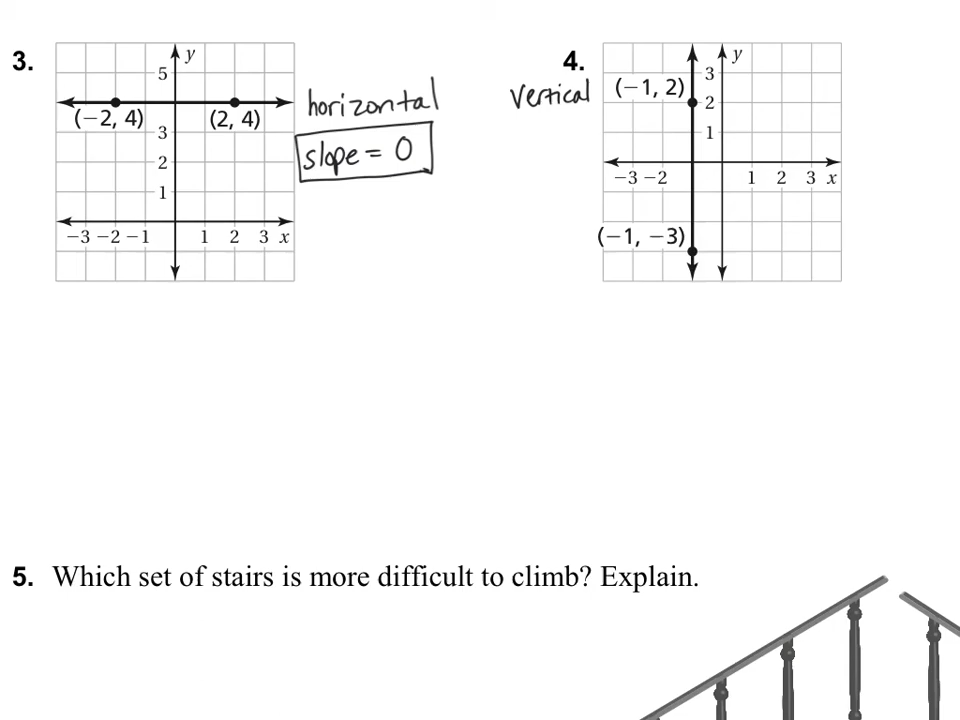 3.
y
5
(−2, 4)
(2, 4)
3
2
1
−3 −2 −1
1 2 3 x
horizontal
slope = 0
4.
vertical
y
(−1, 2)
3
2
1
−3 −2
1 2 3 x
(−1, −3)
5. Which set of stairs is more difficult to climb? Explain.